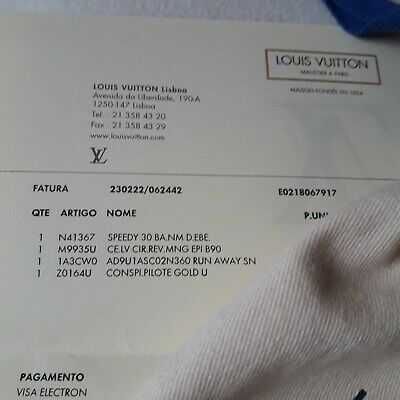 LOUIS VUITTON
MALLETIER A PARIS
MAISON FONDÉE EN 1854
LOUIS VUITTON Lisboa
Avenida da Liberdade, 190-A
1250-147 Lisboa
Tel : 21 358 43 20
Fax : 21 358 43 29
www.louisvuitton.com
LV
FATURA 230222/062442 E0218067917
QTE ARTIGO NOME P.UNI
1 N41367 SPEEDY 30 BA.NM D.EBE.
1 M9935U CE.LV CIR.REV.MNG EPI B90
1 1A3CW0 AD9U1ASC02N360 RUN AWAY SN
1 Z0164U CONSPI.PILOTE GOLD U
PAGAMENTO
VISA ELECTRON